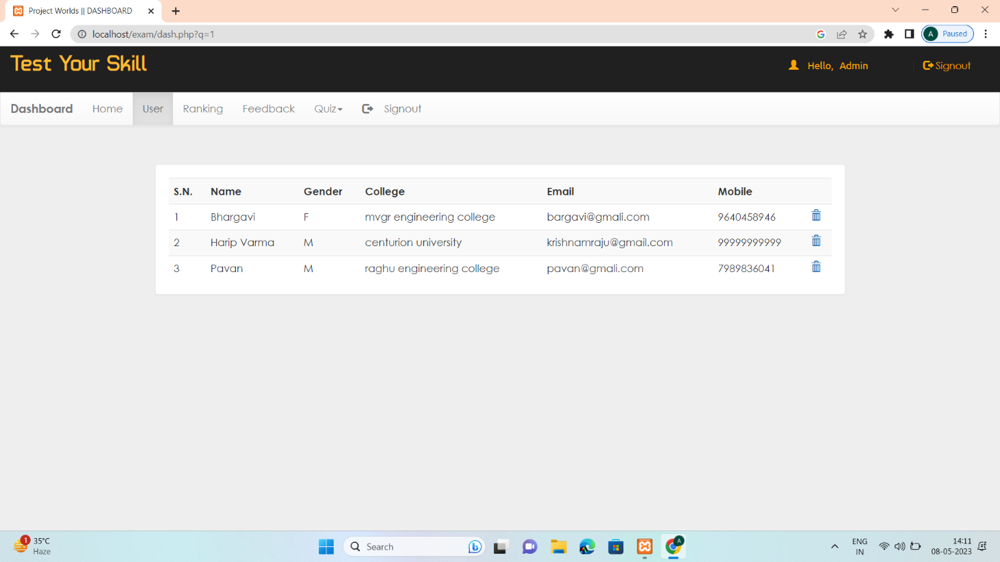 Project Worlds || DASHBOARD
localhost/exam/dash.php?q=1
A Paused
Test Your Skill
Hello, Admin
Signout
Dashboard Home User Ranking Feedback Quiz Signout
S.N. Name Gender College Email Mobile
1 Bhargavi F mvgr engineering college bargavi@gmali.com 9640458946
2 Harip Varma M centurion university krishnamraju@gmail.com 99999999999
3 Pavan M raghu engineering college pavan@gmali.com 7989836041
1
35°C
Haze
Search
A
ENG
IN
14:11
08-05-2023